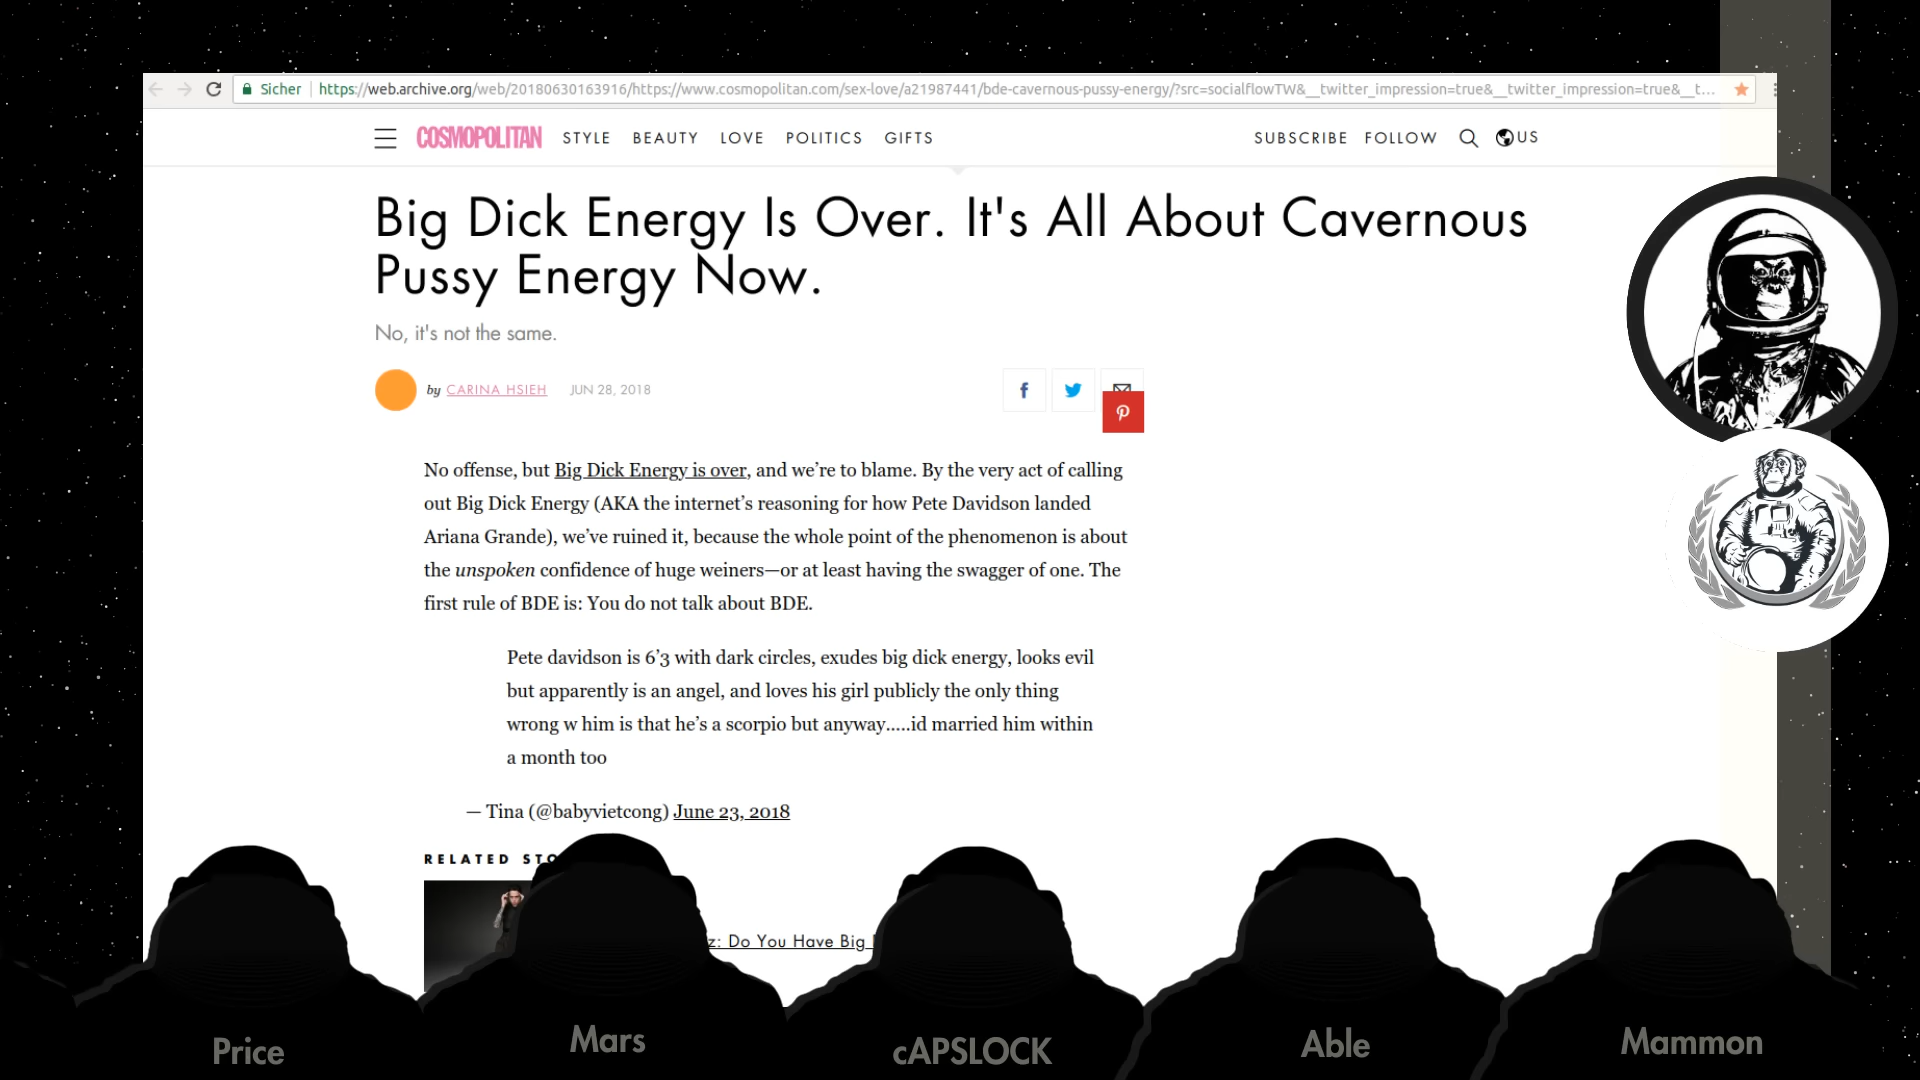 Sicher https://web.archive.org/web/20180630163916/https://www.cosmopolitan.com/sex-love/a21987441/bde-cavernous-pussy-energy/?src=socialflowTW&__twitter_impression=true&__twitter_impression=true&__t...
COSMOPOLITAN STYLE BEAUTY LOVE POLITICS GIFTS SUBSCRIBE FOLLOW US
Big Dick Energy Is Over. It's All About Cavernous
Pussy Energy Now.
No, it's not the same.
by CARINA HSIEH JUN 28, 2018
No offense, but Big Dick Energy is over, and we’re to blame. By the very act of calling
out Big Dick Energy (AKA the internet’s reasoning for how Pete Davidson landed
Ariana Grande), we’ve ruined it, because the whole point of the phenomenon is about
the unspoken confidence of huge weiners—or at least having the swagger of one. The
first rule of BDE is: You do not talk about BDE.
Pete davidson is 6’3 with dark circles, exudes big dick energy, looks evil
but apparently is an angel, and loves his girl publicly the only thing
wrong w him is that he’s a scorpio but anyway.....id married him within
a month too
— Tina (@babyvietcong) June 23, 2018
RELATED STO
z: Do You Have Big
Price
Mars
cAPSLOCK
Able
Mammon